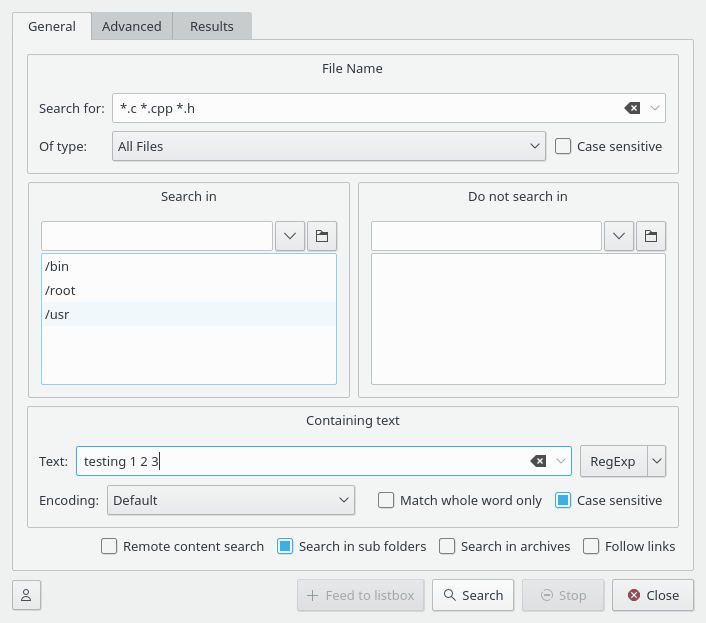 General Advanced Results
File Name
Search for: *.c *.cpp *.h
Of type: All Files Case sensitive
Search in
/bin
/root
/usr
Do not search in
Containing text
Text: testing 1 2 3 RegExp
Encoding: Default Match whole word only Case sensitive
Remote content search Search in sub folders Search in archives Follow links
Feed to listbox Search Stop Close